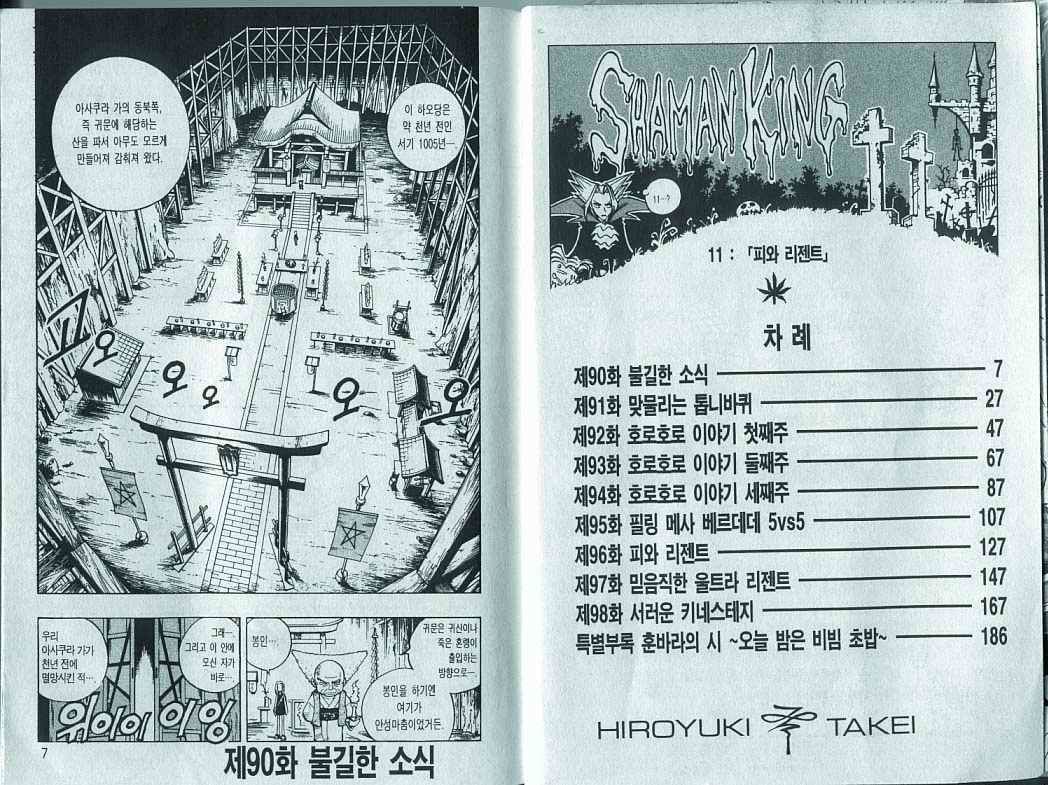 SHAMAN KING
11…?
11 : 「피와 리젠트」
차 례
제90화 불길한 소식 7
제91화 맞물리는 톱니바퀴 27
제92화 호로호로 이야기 첫째주 47
제93화 호로호로 이야기 둘째주 67
제94화 호로호로 이야기 세째주 87
제95화 필링 메사 베르데데 5vs5 107
제96화 피와 리젠트 127
제97화 믿음직한 울트라 리젠트 147
제98화 서러운 키네스테지 167
특별부록 훈바라의 시 ~오늘 밤은 비빔 초밥~ 186
HIROYUKI TAKEI
이 하오당은
약 천년 전인
서기 1005년…
아사쿠라 가의 동북쪽,
즉 귀문에 해당하는
산을 파서 아무도 모르게
만들어져 감춰져 왔다.
고오
오
오
오
오
귀문은 귀신이나
죽은 혼령이
출입하는
방향으로…
봉인…
봉인을 하기엔
여기가
안성마춤이었거든.
그래…
그리고 이 안에
모신 자가
바로…
우리
아사쿠라 가가
천년 전에
멸망시킨 적…
위이이이잉
7
제90화 불길한 소식